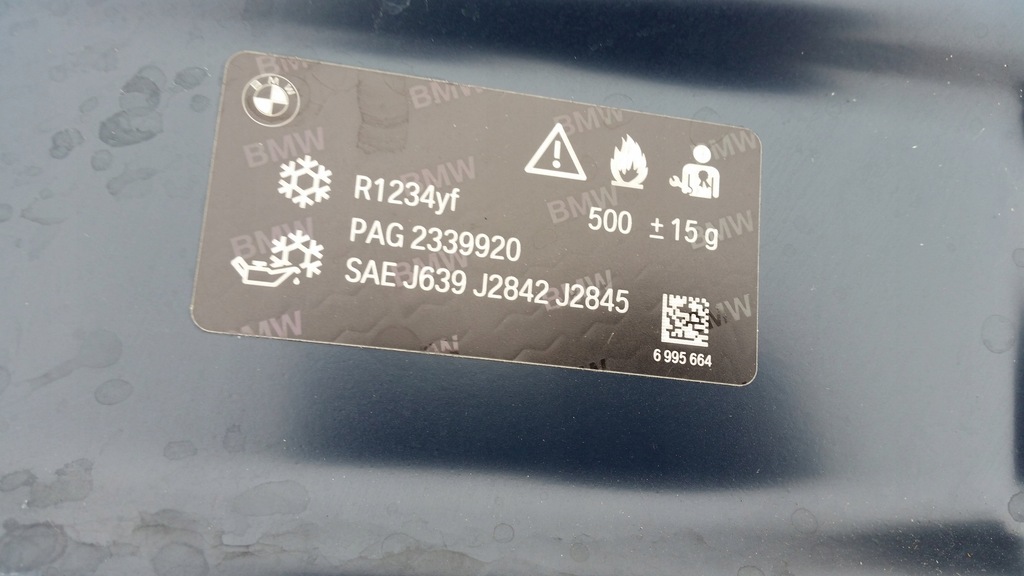 BMW
R1234yf
500 ± 15 g
PAG 2339920
SAE J639 J2842 J2845
6 995 664